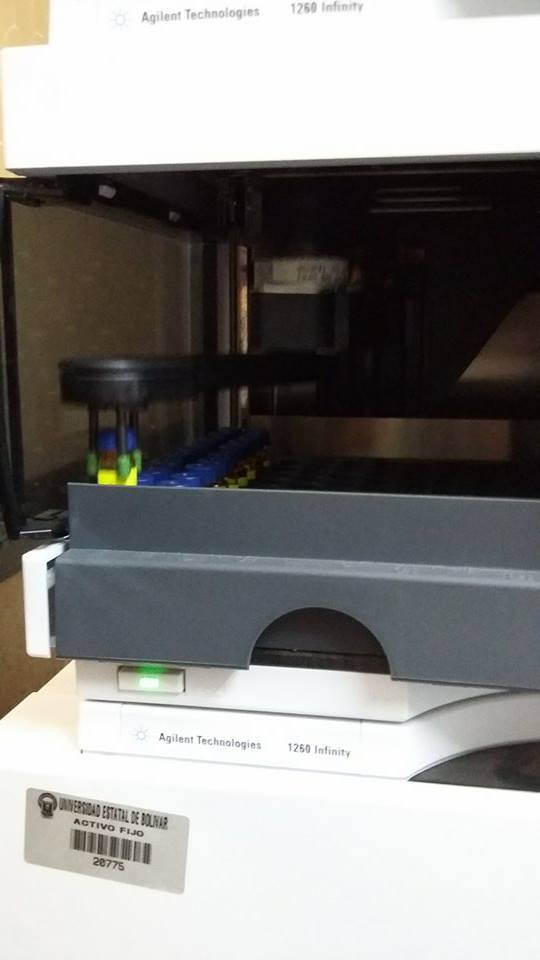 Agilent Technologies 1260 Infinity
Agilent Technologies 1260 Infinity
UNIVERSIDAD ESTATAL DE BOLIVAR
ACTIVO FIJO
20775